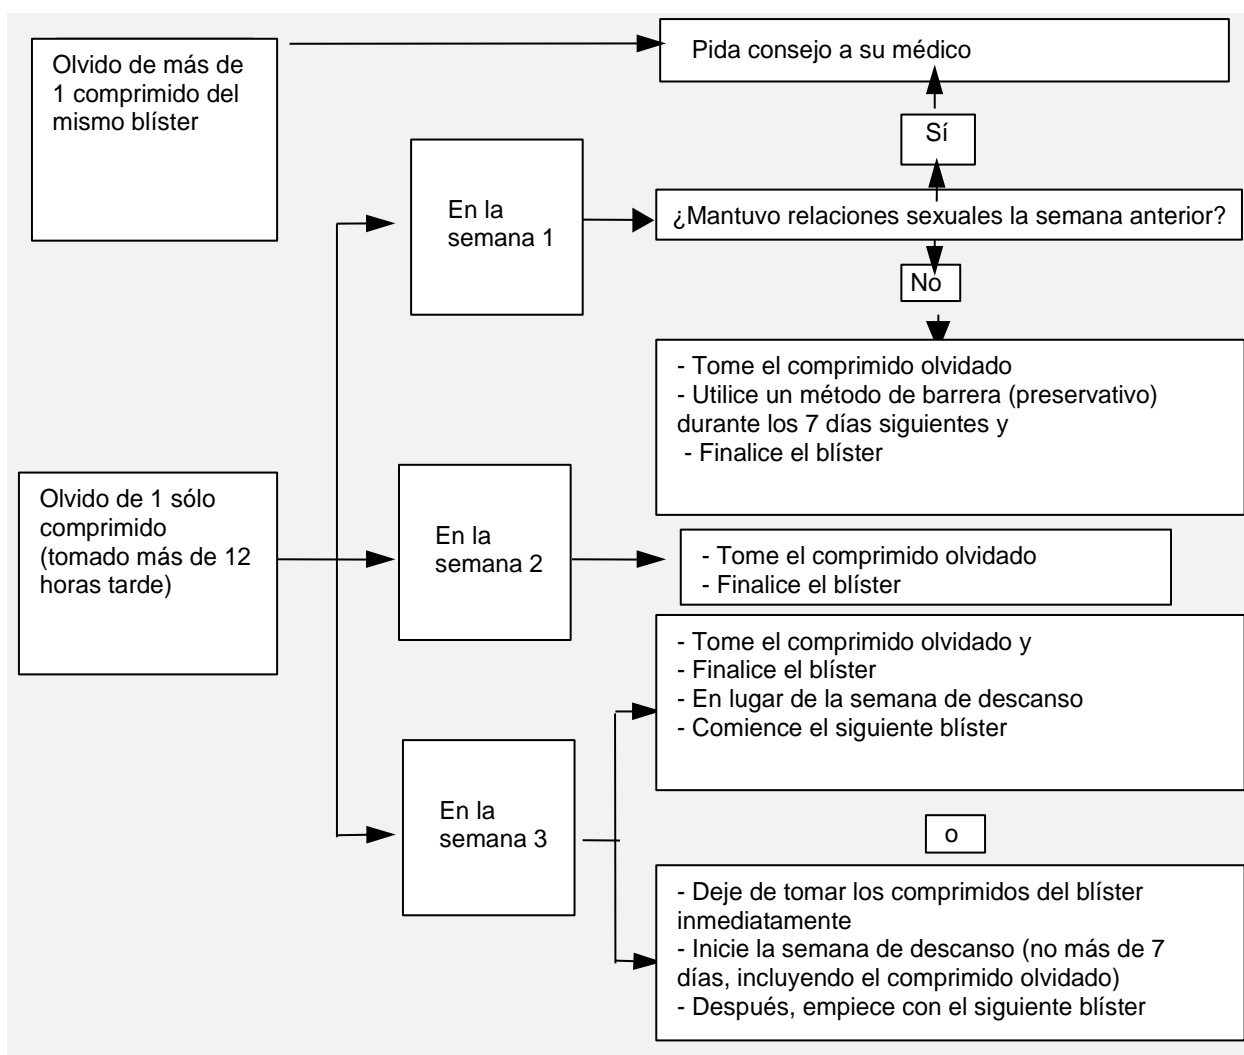 Olvido de más de
1 comprimido del
mismo blíster
Pida consejo a su médico
Sí
En la
semana 1
¿Mantuvo relaciones sexuales la semana anterior?
No
- Tome el comprimido olvidado
- Utilice un método de barrera (preservativo)
durante los 7 días siguientes y
- Finalice el blíster
Olvido de 1 sólo
comprimido
(tomado más de 12
horas tarde)
En la
semana 2
- Tome el comprimido olvidado
- Finalice el blíster
- Tome el comprimido olvidado y
- Finalice el blíster
- En lugar de la semana de descanso
- Comience el siguiente blíster
En la
semana 3
o
- Deje de tomar los comprimidos del blíster
inmediatamente
- Inicie la semana de descanso (no más de 7
días, incluyendo el comprimido olvidado)
- Después, empiece con el siguiente blíster